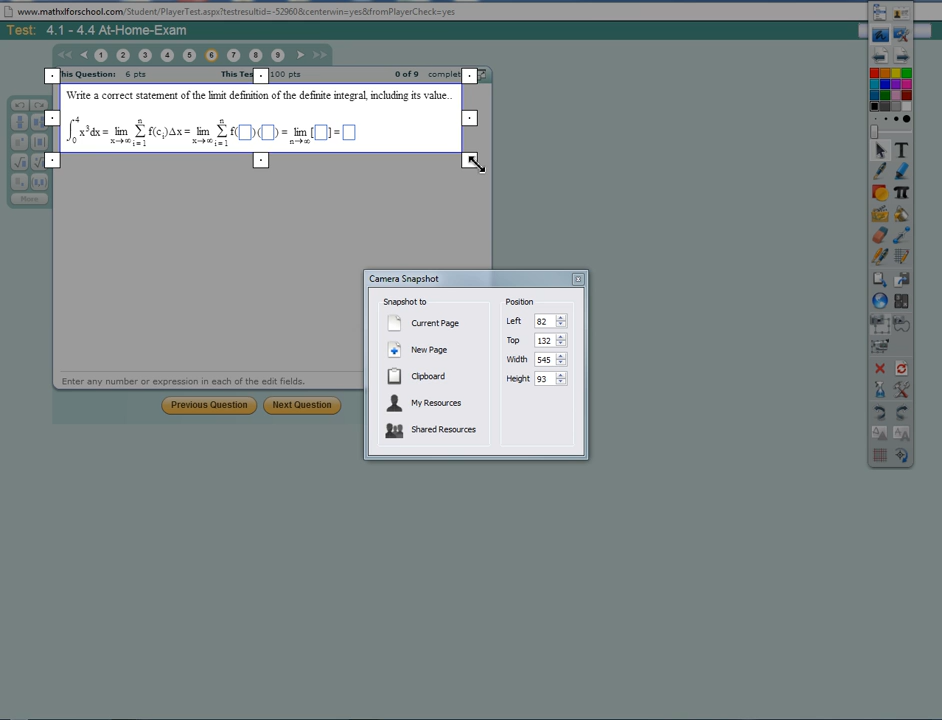 www.mathxlforschool.com/Student/PlayerTest.aspx?testresultid=-52960&centerwin=yes&fromPlayerCheck=yes
Test: 4.1 - 4.4 At-Home-Exam
1 2 3 4 5 6 7 8 9
his Question: 6 pts This Tes 100 pts 0 of 9 complet
Write a correct statement of the limit definition of the definite integral, including its value..
∫₀⁴ x³dx = lim x→∞ Σ i=1 n f(cᵢ)Δx = lim x→∞ Σ i=1 n f( )( ) = lim n→∞ [ ] =
More
Camera Snapshot
Snapshot to
Current Page
New Page
Clipboard
My Resources
Shared Resources
Position
Left 82
Top 132
Width 545
Height 93
Enter any number or expression in each of the edit fields.
Previous Question Next Question